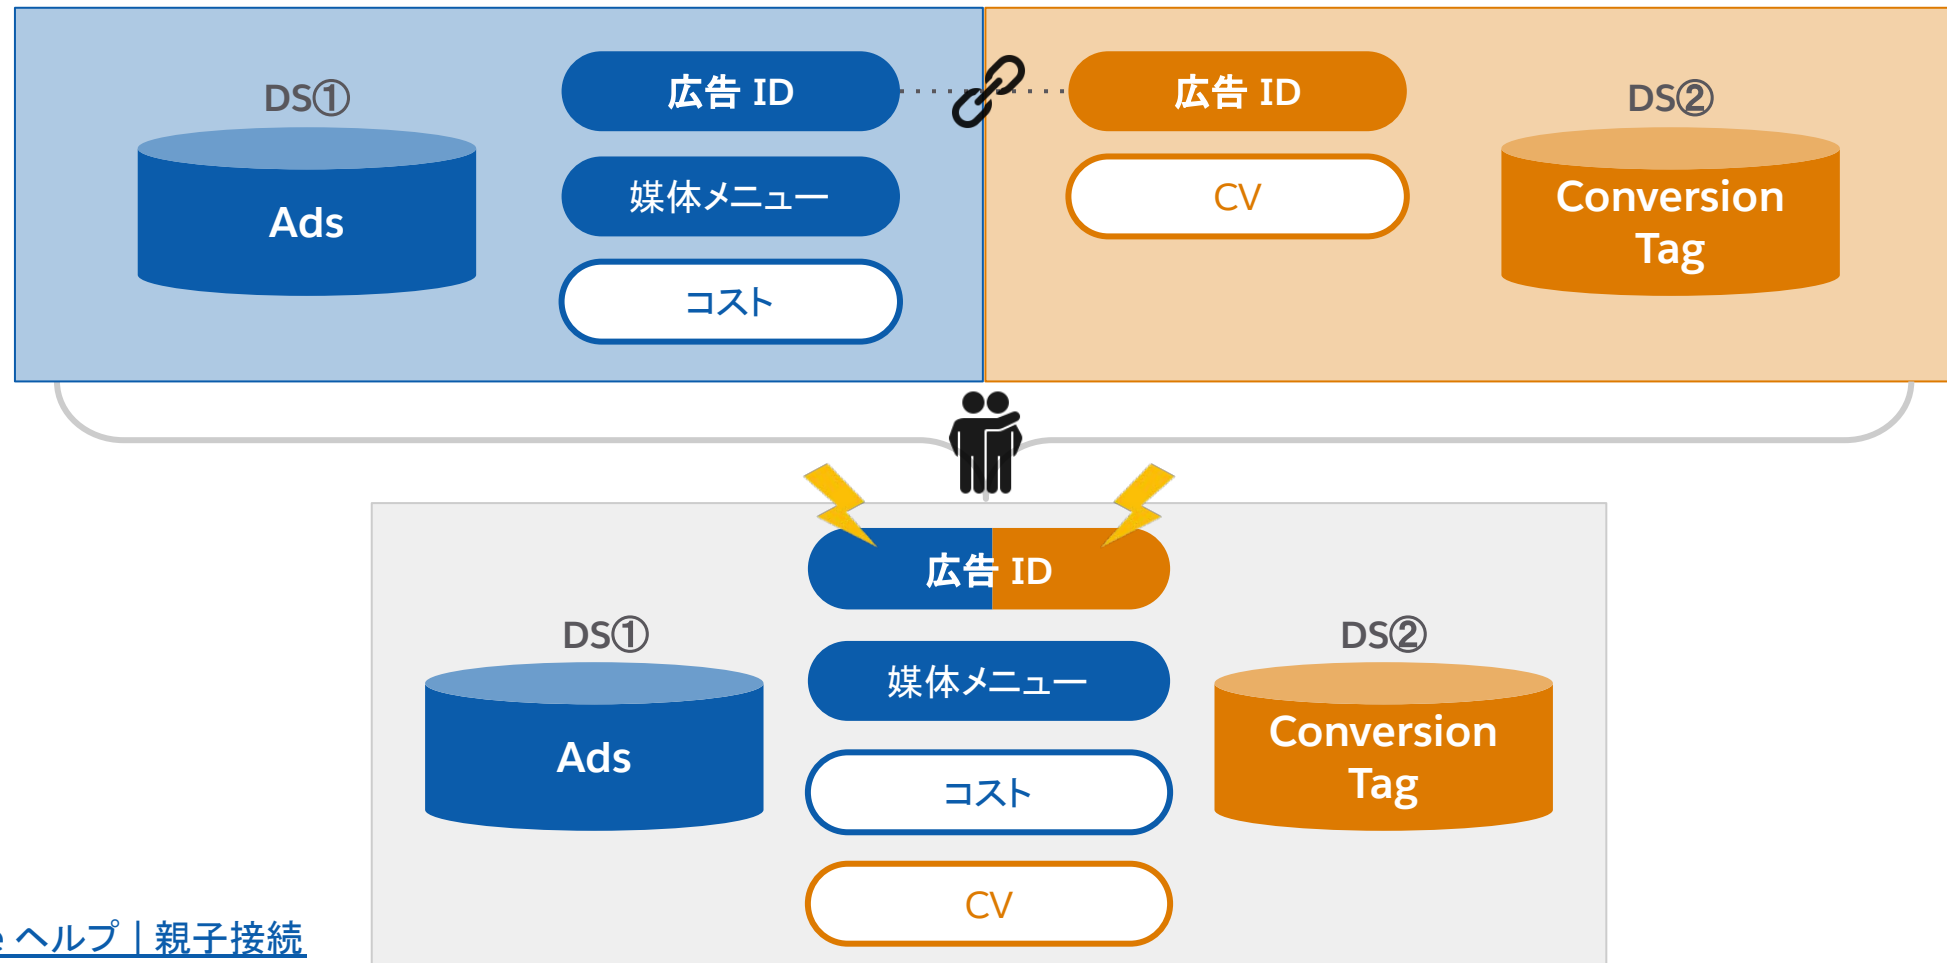 DS①
Ads
広告 ID
媒体メニュー
コスト
広告 ID
CV
DS②
Conversion
Tag
広告 ID
DS①
Ads
媒体メニュー
コスト
CV
DS②
Conversion
Tag
ヘルプ | 親子接続